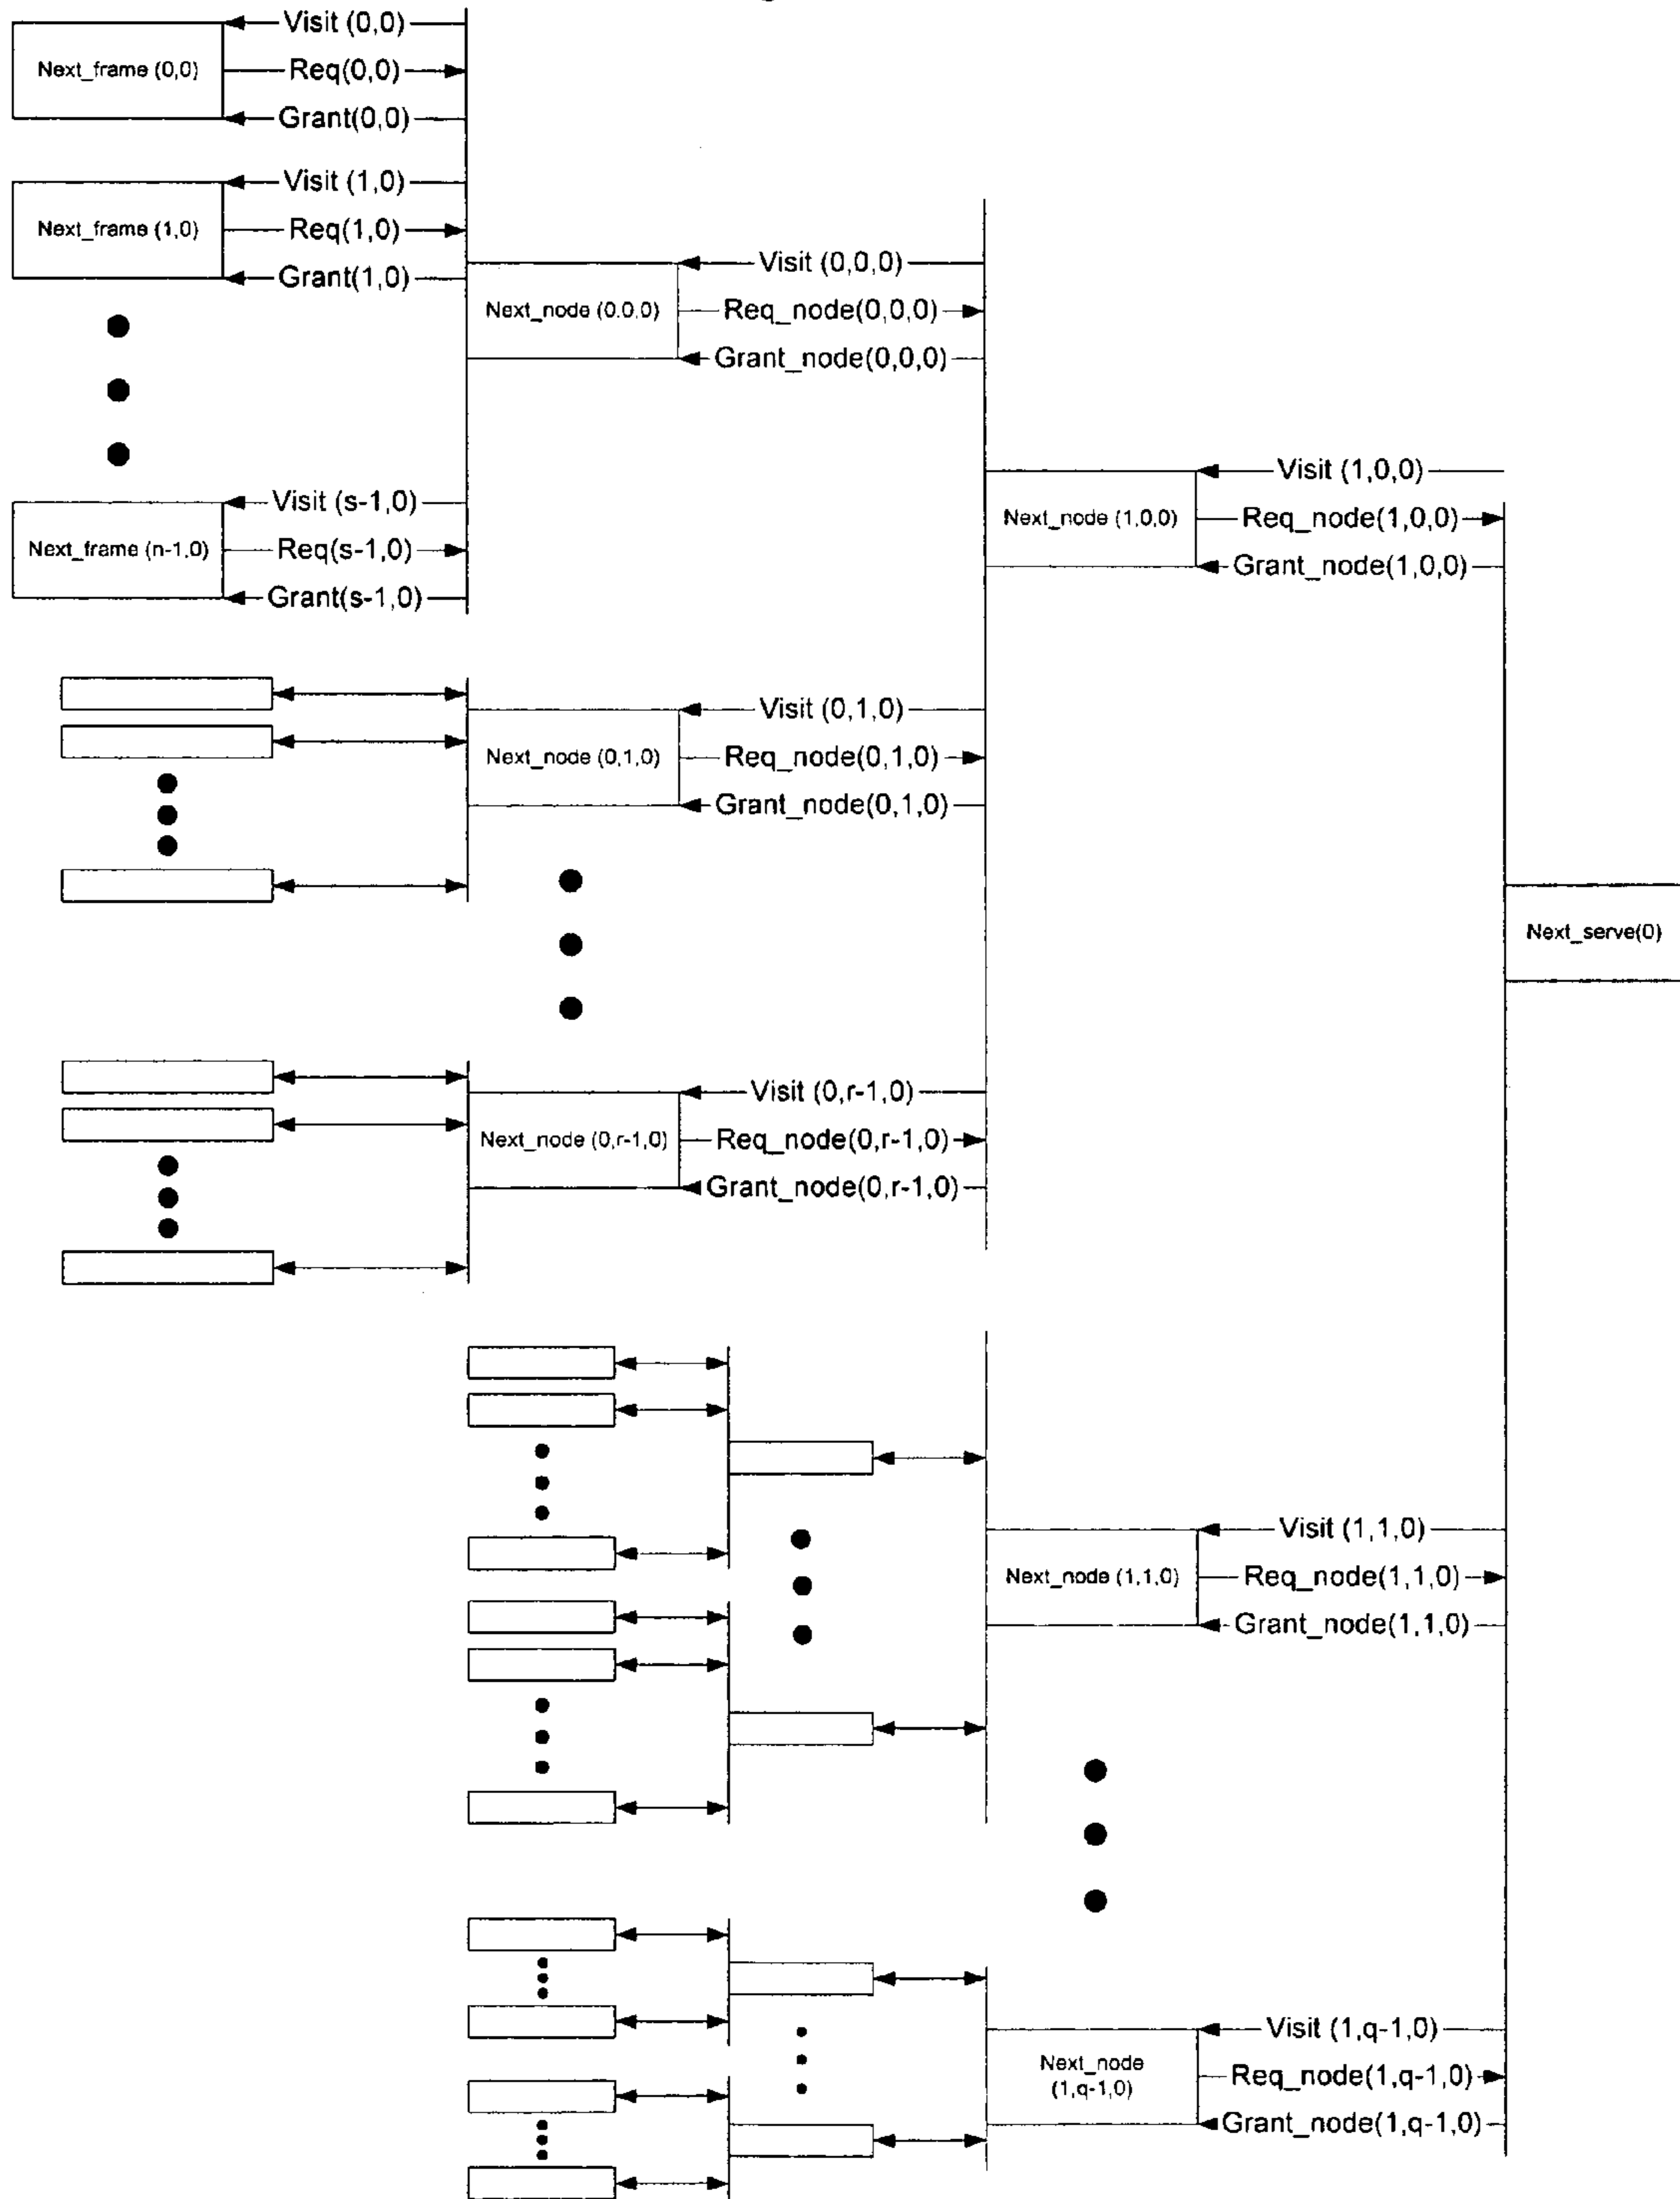 Visit (0,0)
Next_frame (0,0)
Req(0,0)
Grant(0,0)
Visit (1,0)
Next_frame (1,0)
Req(1,0)
Grant(1,0)
Visit (0,0,0)
Next_node (0,0,0)
Req_node(0,0,0)
Grant_node(0,0,0)
Visit (s-1,0)
Next_frame (n-1,0)
Req(s-1,0)
Grant(s-1,0)
Visit (1,0,0)
Next_node (1,0,0)
Req_node(1,0,0)
Grant_node(1,0,0)
Visit (0,1,0)
Next_node (0,1,0)
Req_node(0,1,0)
Grant_node(0,1,0)
Next_serve(0)
Visit (0,r-1,0)
Next_node (0,r-1,0)
Req_node(0,r-1,0)
Grant_node(0,r-1,0)
Visit (1,1,0)
Next_node (1,1,0)
Req_node(1,1,0)
Grant_node(1,1,0)
Visit (1,q-1,0)
Next_node
(1,q-1,0)
Req_node(1,q-1,0)
Grant_node(1,q-1,0)